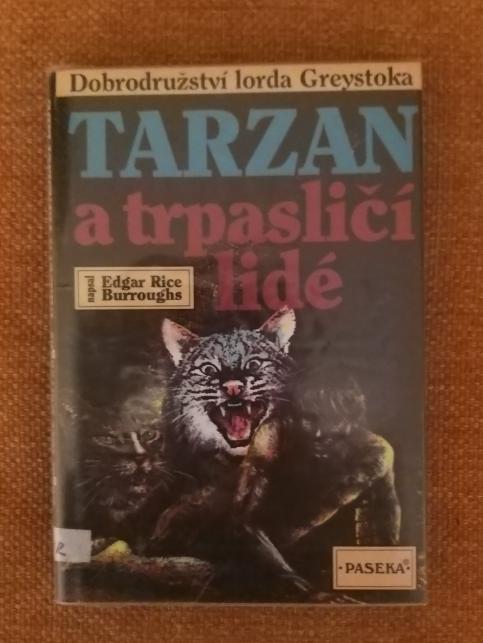 Dobrodružství lorda Greystoka
TARZAN
a trpasličí
lidé
napsal
Edgar Rice
Burroughs
R
·PASEKA®·